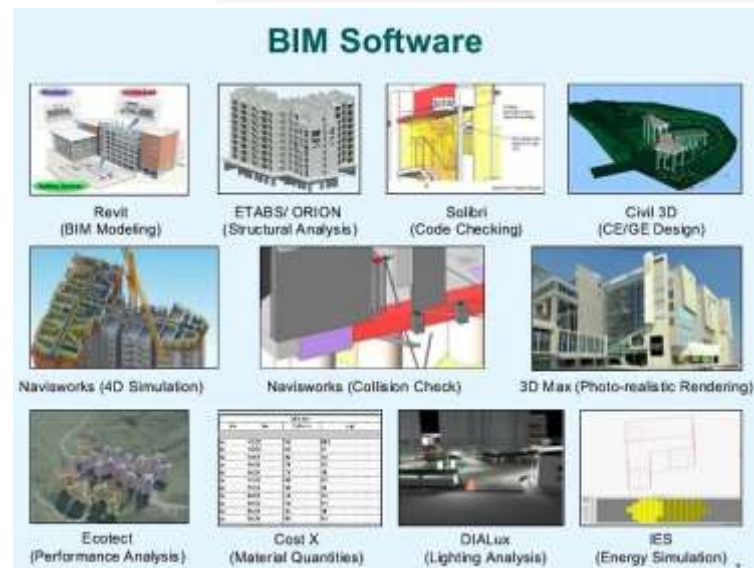 BIM Software
Revit
(BIM Modeling)
ETABS/ ORION
(Structural Analysis)
Solibri
(Code Checking)
Civil 3D
(CE/GE Design)
Navisworks (4D Simulation)
Navisworks (Collision Check)
3D Max (Photo-realistic Rendering)
Ecotect
(Performance Analysis)
Cost X
(Material Quantities)
DIALux
(Lighting Analysis)
IES
(Energy Simulation)